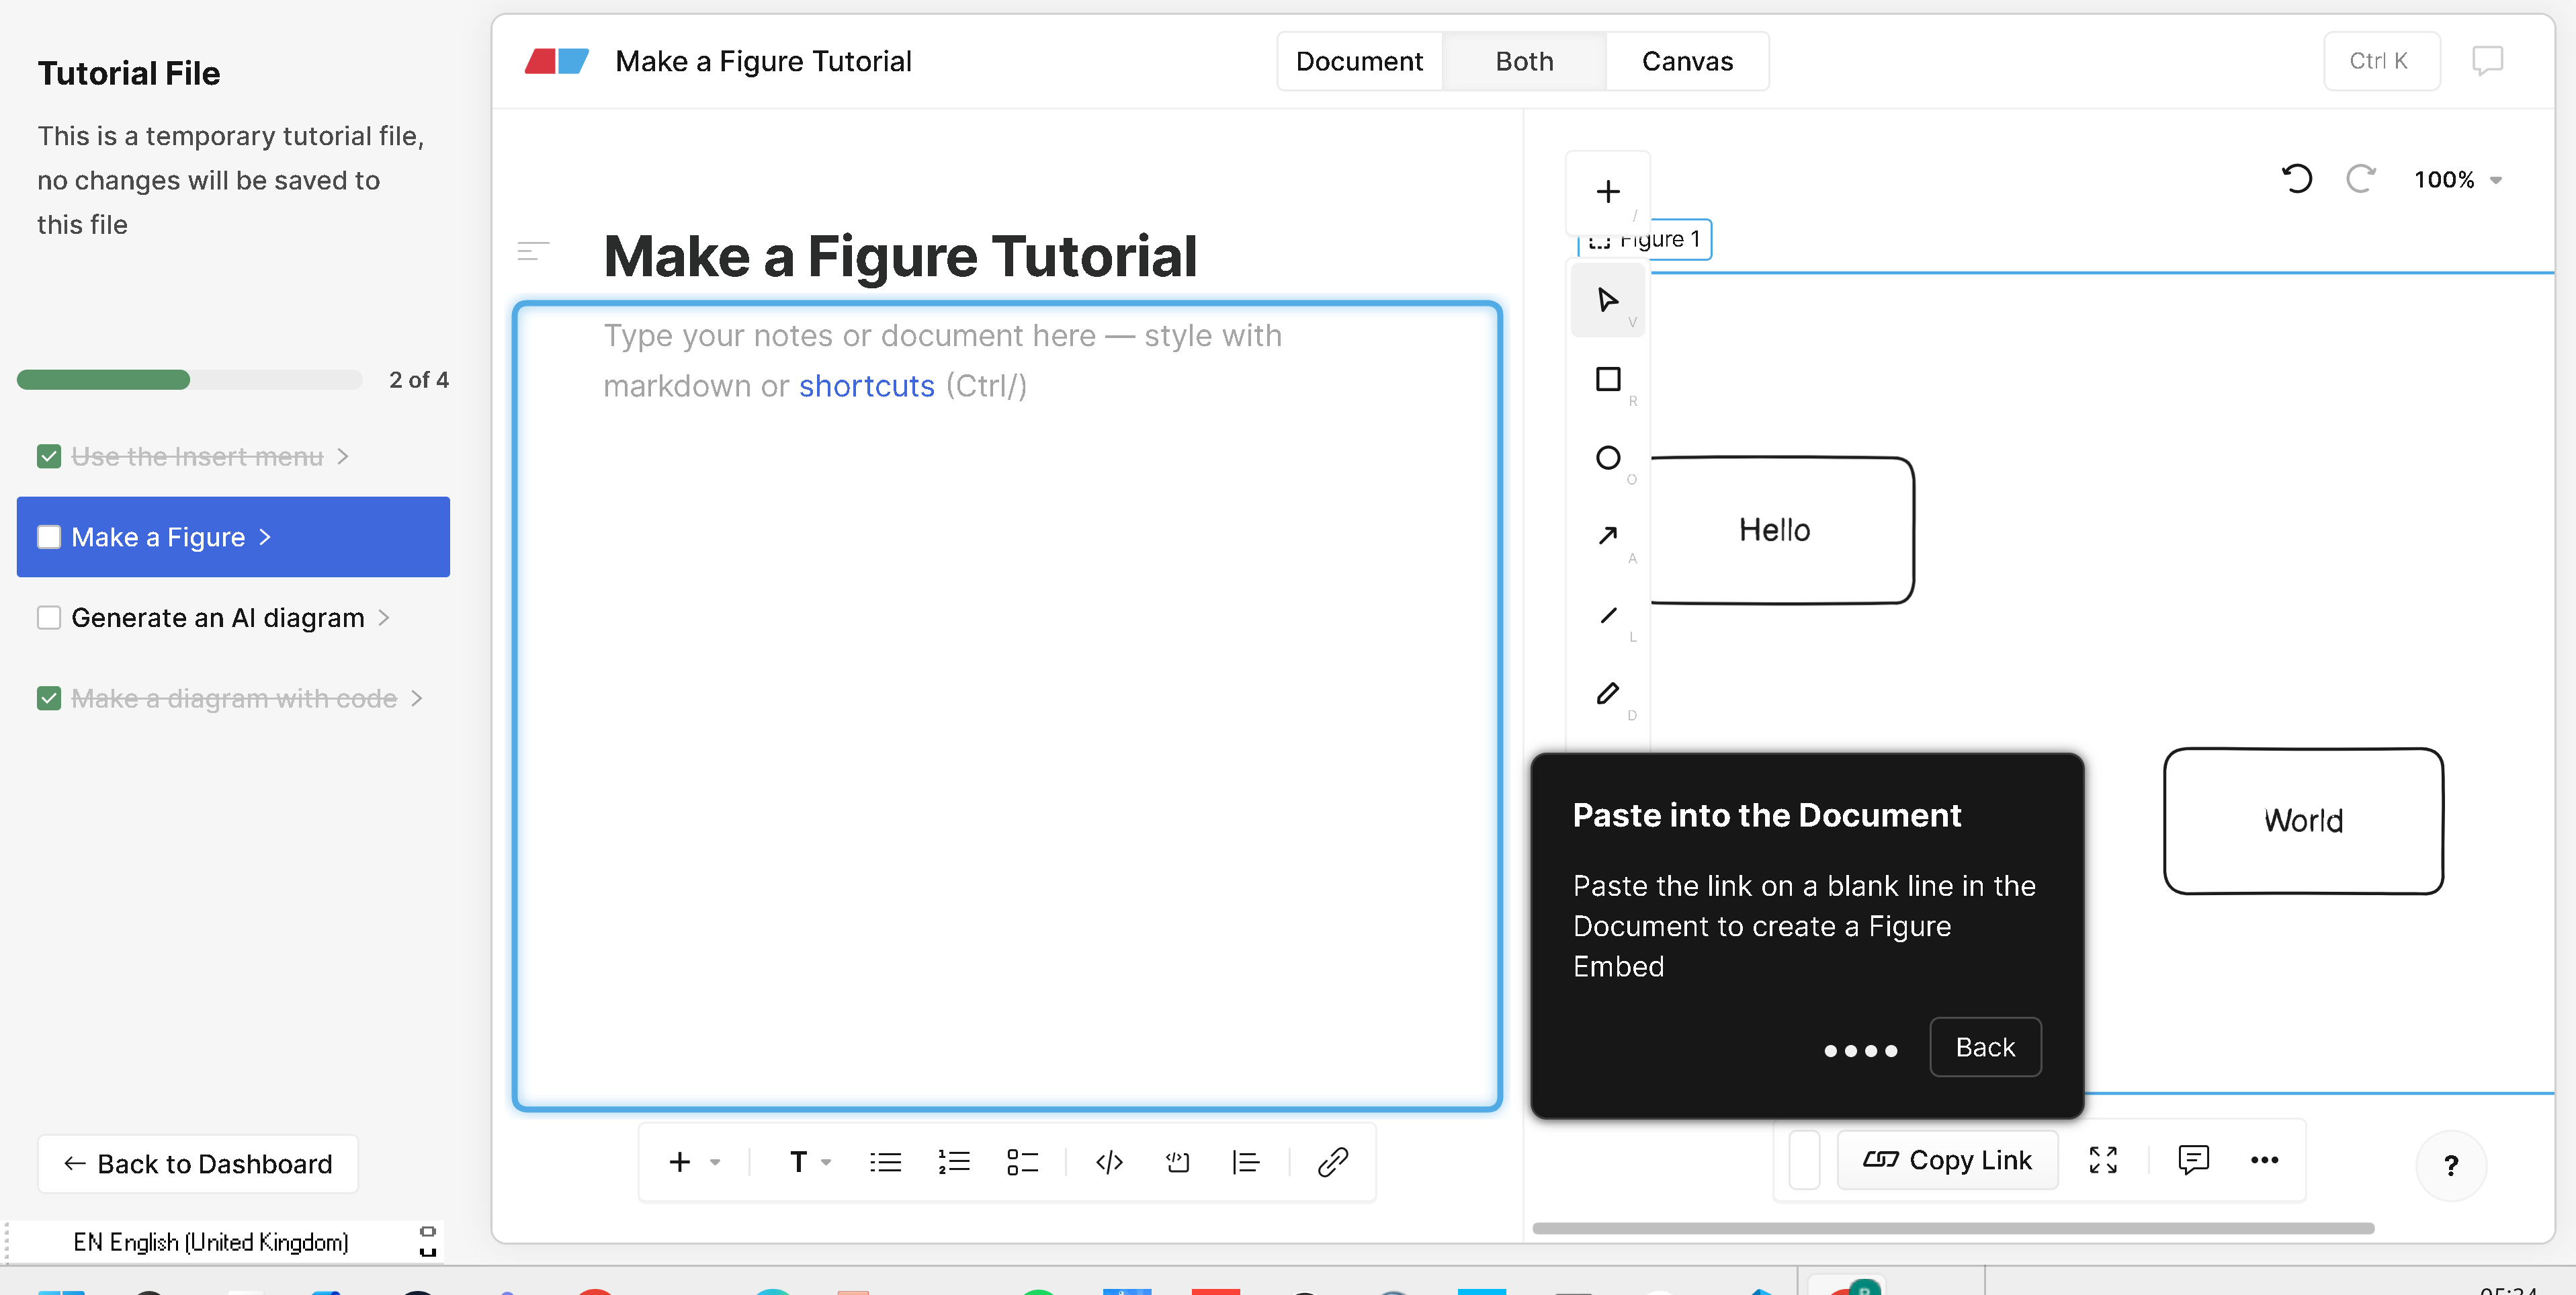 Tutorial File
This is a temporary tutorial file,
no changes will be saved to
this file
2 of 4
Use the Insert menu
Make a Figure
Generate an AI diagram
Make a diagram with code
Back to Dashboard
EN English (United Kingdom)
Make a Figure Tutorial
Document
Both
Canvas
Ctrl K
Make a Figure Tutorial
Type your notes or document here — style with
markdown or shortcuts (Ctrl/)
/
Figure 1
V
R
O
A
L
D
100%
Hello
World
Paste into the Document
Paste the link on a blank line in the
Document to create a Figure
Embed
Back
T
Copy Link
?